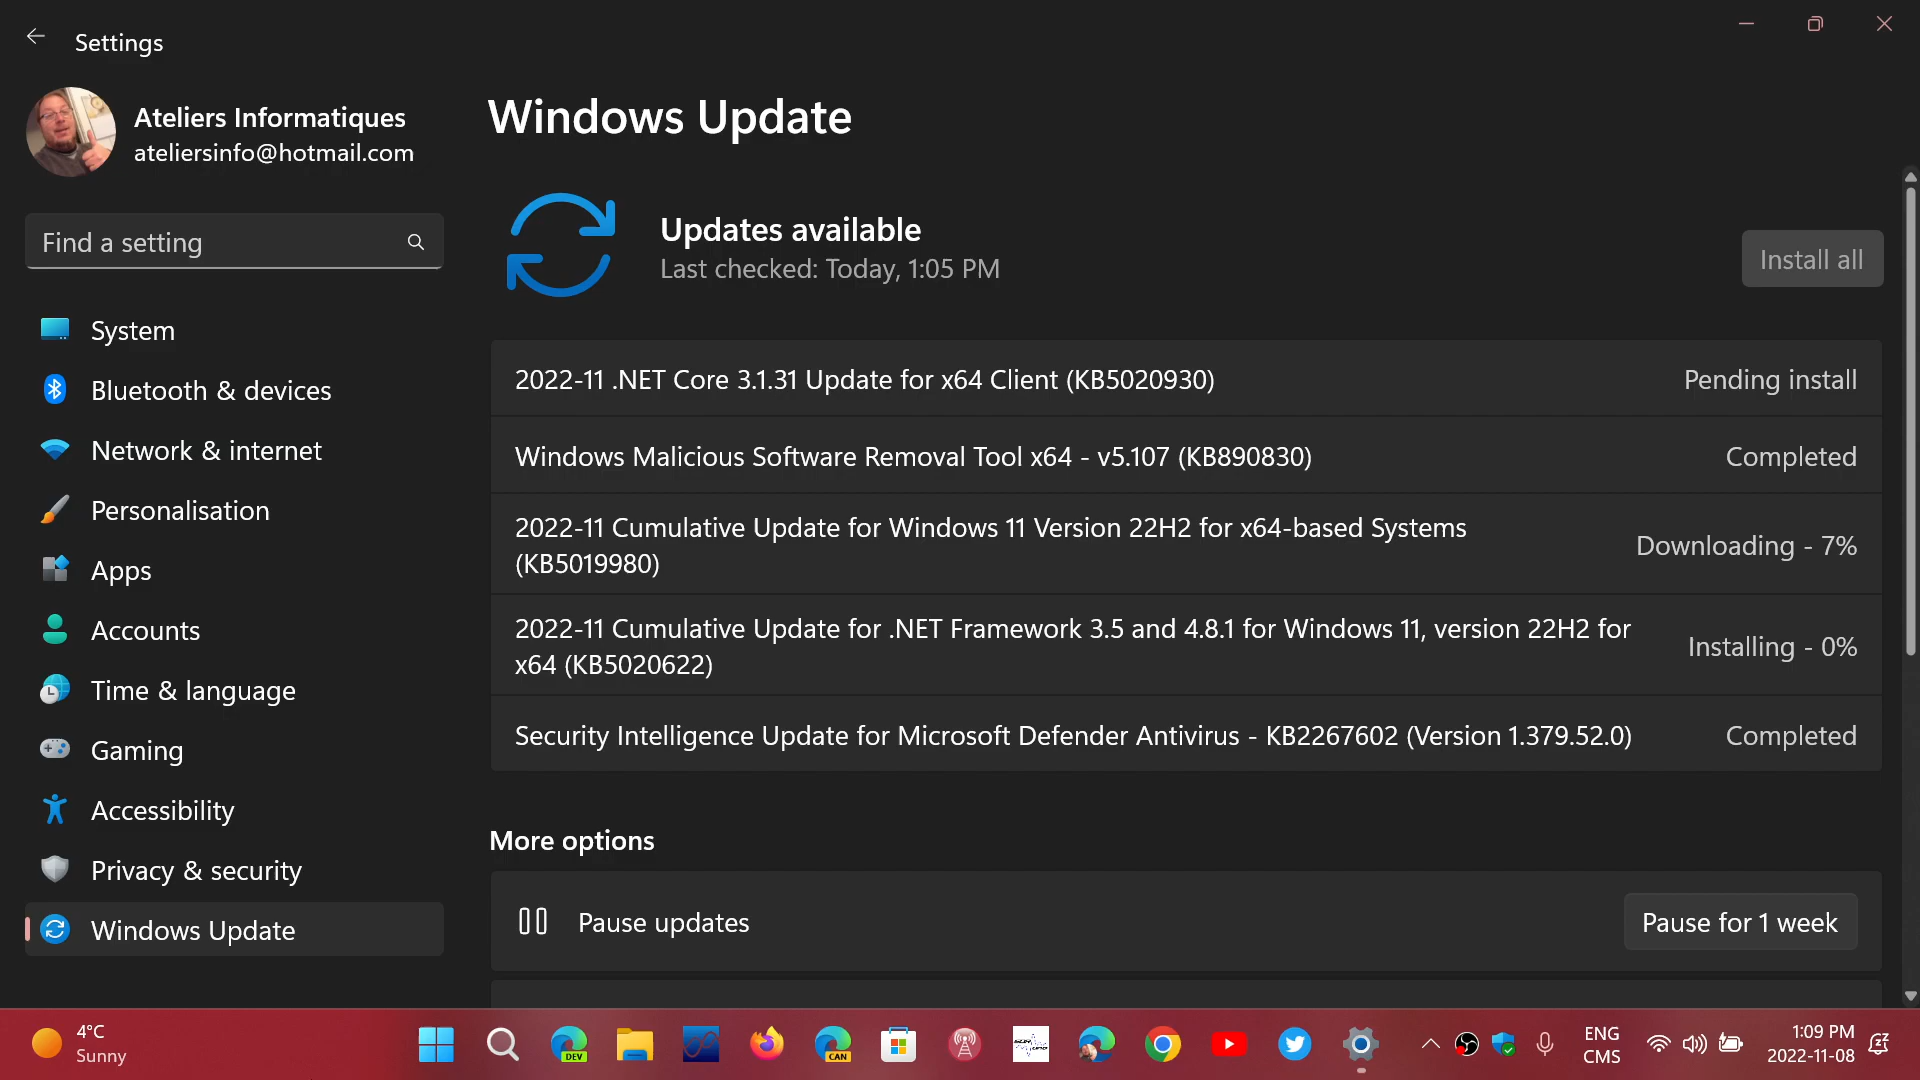 Settings
Ateliers Informatiques
ateliersinfo@hotmail.com
Find a setting
System
Bluetooth & devices
Network & internet
Personalisation
Apps
Accounts
Time & language
Gaming
Accessibility
Privacy & security
Windows Update
Windows Update
Updates available
Last checked: Today, 1:05 PM
Install all
2022-11 .NET Core 3.1.31 Update for x64 Client (KB5020930)
Pending install
Windows Malicious Software Removal Tool x64 - v5.107 (KB890830)
Completed
2022-11 Cumulative Update for Windows 11 Version 22H2 for x64-based Systems
(KB5019980)
Downloading - 7%
2022-11 Cumulative Update for .NET Framework 3.5 and 4.8.1 for Windows 11, version 22H2 for
x64 (KB5020622)
Installing - 0%
Security Intelligence Update for Microsoft Defender Antivirus - KB2267602 (Version 1.379.52.0)
Completed
More options
Pause updates
Pause for 1 week
4°C
Sunny
DEV
CAN
ENG
CMS
1:09 PM
2022-11-08